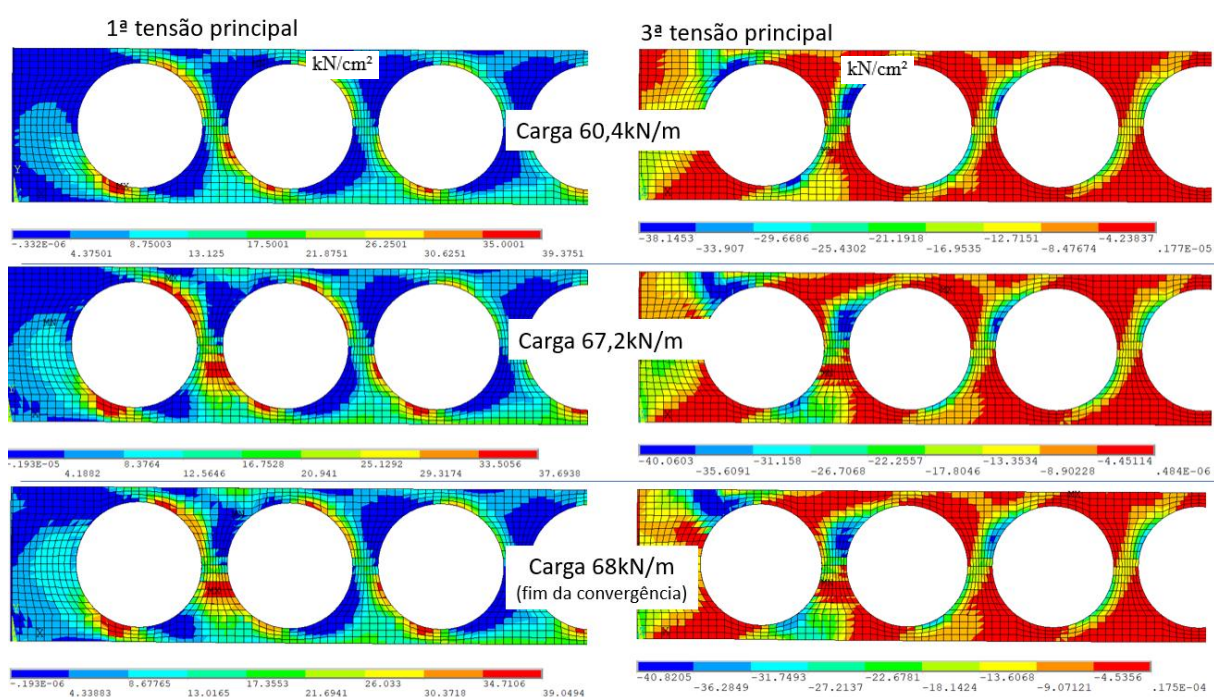 1ª tensão principal
3ª tensão principal
kN/cm²
kN/cm²
Carga 60,4kN/m
Y
MX
-.332E-06 8.75003 17.5001 26.2501 35.0001
4.37501 13.125 21.8751 30.6251 39.3751
-38.1453 -29.6686 -21.1918 -12.7151 -4.23837
-33.907 -25.4302 -16.9535 -8.47674 .177E-05
Carga 67,2kN/m
-.193E-05 8.3764 16.7528 25.1292 33.5056
4.1882 12.5646 20.941 29.3174 37.6938
-40.0603 -31.158 -22.2557 -13.3534 -4.45114
-35.6091 -26.7068 -17.8046 -8.90228 .484E-06
Carga 68kN/m
(fim da convergência)
-.193E-06 8.67765 17.3553 26.033 34.7106
4.33883 13.0165 21.6941 30.3718 39.0494
-40.8205 -31.7493 -22.6781 -13.6068 -4.53561
-36.2849 -27.2137 -18.1424 -9.07121 .175E-04